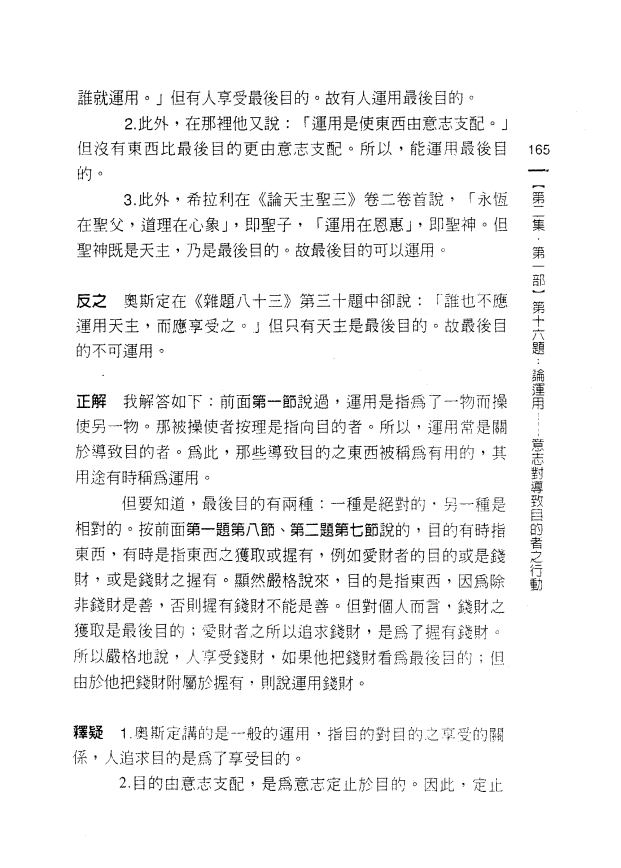 誰就運用。」但有人享受最後目的。故有人運用最後目的。
2.此外，在那裡他又說：「運用是使東西由意志支配。」
但沒有東西比最後目的更由意志支配。所以，能運用最後目
的。
3.此外，希拉利在《論天主聖三》卷二卷首說，「永恆
在聖父，道理在心象」，即聖子，「運用在恩惠」，即聖神。但
聖神既是天主，乃是最後目的。故最後目的可以運用。
反之　奧斯定在《雜題八十三》第三十題中卻說：「誰也不應
運用天主，而應享受之。」但只有天主是最後目的。故最後目
的不可運用。
正解　我解答如下：前面第一節說過，運用是指為了一物而操
使另一物。那被操使者按理是指向目的者。所以，運用常是關
於導致目的者。為此，那些導致目的之東西被稱為有用的，其
用途有時稱為運用。
但要知道，最後目的有兩種：一種是絕對的，另一種是
相對的。按前面第一題第八節、第二題第七節說的，目的有時指
東西，有時是指東西之獲取或握有，例如愛財者的目的或是錢
財，或是錢財之握有。顯然嚴格說來，目的是指東西，因為除
非錢財是善，否則握有錢財不能是善。但對個人而言，錢財之
獲取是最後目的；愛財者之所以追求錢財，是為了握有錢財。
所以嚴格地說，人享受錢財，如果他把錢財看為最後目的；但
由於他把錢財附屬於握有，則說運用錢財。
釋疑　1.奧斯定講的是一般的運用，指目的對目的之享受的關
係，人追求目的是為了享受目的。
2.目的由意志支配，是為意志定止於目的。因此，定止
165
【第二集．第一部】第十六題：論運用……意志對導致目的者之行動